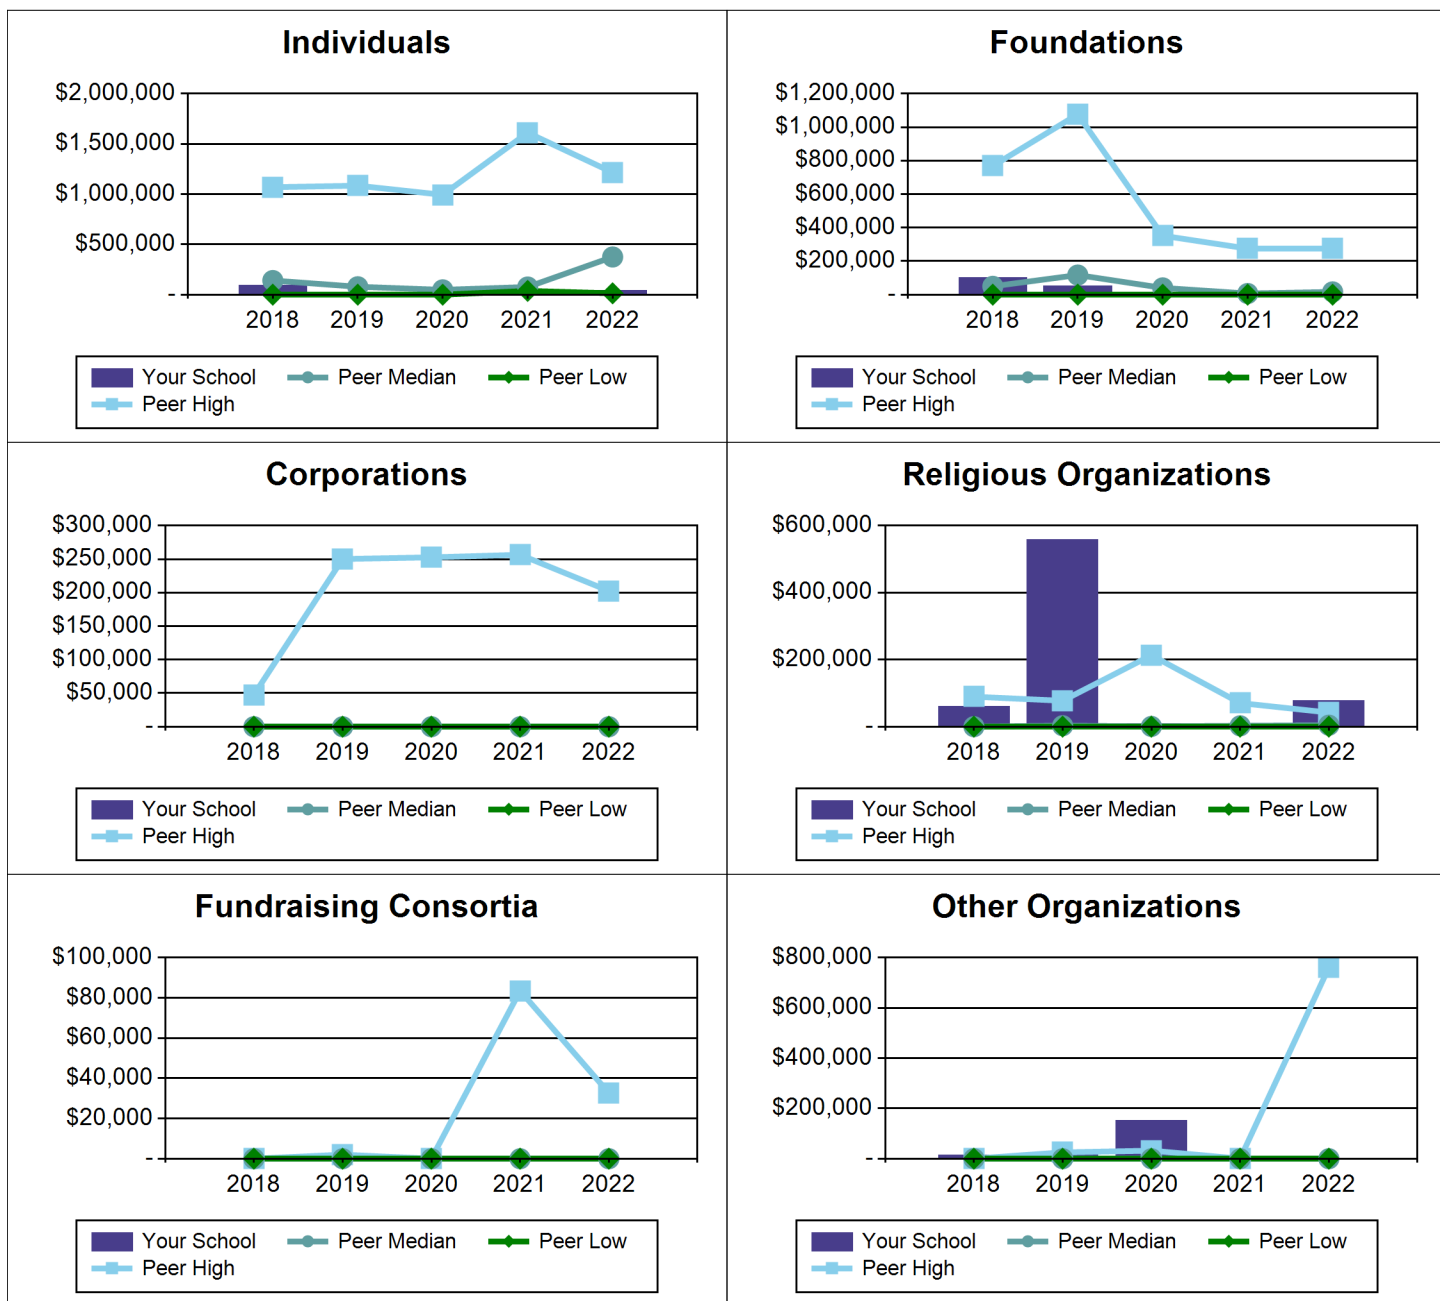 Individuals
$2,000,000
$1,500,000
$1,000,000
$500,000
-
2018 2019 2020 2021 2022
Your School Peer Median Peer Low
Peer High
Foundations
$1,200,000
$1,000,000
$800,000
$600,000
$400,000
$200,000
-
2018 2019 2020 2021 2022
Your School Peer Median Peer Low
Peer High
Corporations
$300,000
$250,000
$200,000
$150,000
$100,000
$50,000
-
2018 2019 2020 2021 2022
Your School Peer Median Peer Low
Peer High
Religious Organizations
$600,000
$400,000
$200,000
-
2018 2019 2020 2021 2022
Your School Peer Median Peer Low
Peer High
Fundraising Consortia
$100,000
$80,000
$60,000
$40,000
$20,000
-
2018 2019 2020 2021 2022
Your School Peer Median Peer Low
Peer High
Other Organizations
$800,000
$600,000
$400,000
$200,000
-
2018 2019 2020 2021 2022
Your School Peer Median Peer Low
Peer High